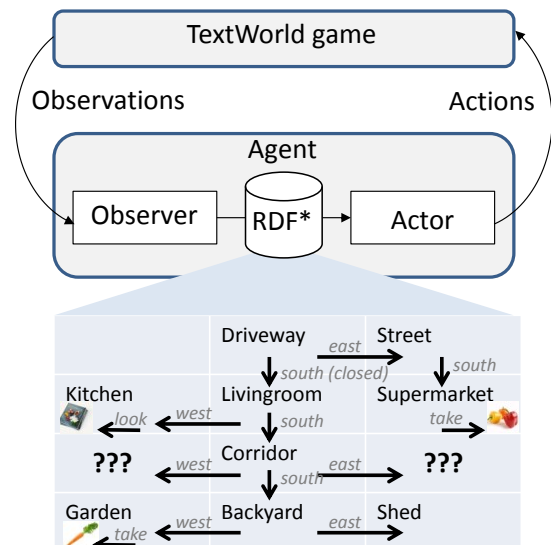 TextWorld game
Observations
Actions
Agent
Observer
RDF*
Actor
Driveway
east
Street
south (closed)
south
Kitchen
Livingroom
Supermarket
look
west
south
take
???
west
Corridor
east
???
south
Garden
Backyard
Shed
take
west
east